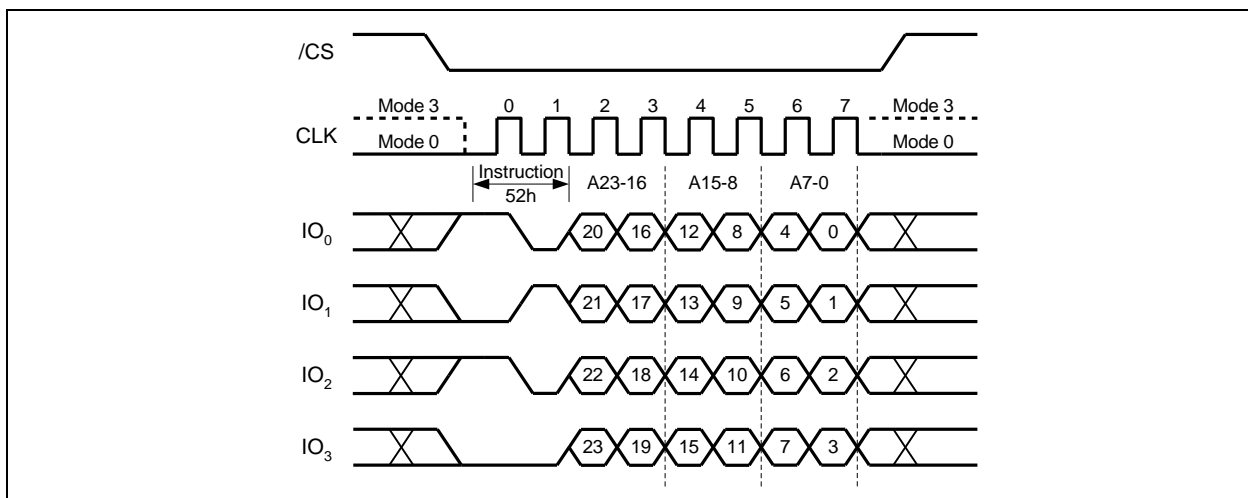 /CS
Mode 3 0 1 2 3 4 5 6 7 Mode 3
CLK
Mode 0 Mode 0
Instruction
52h
A23-16 A15-8 A7-0
IO0 20 16 12 8 4 0
IO1 21 17 13 9 5 1
IO2 22 18 14 10 6 2
IO3 23 19 15 11 7 3